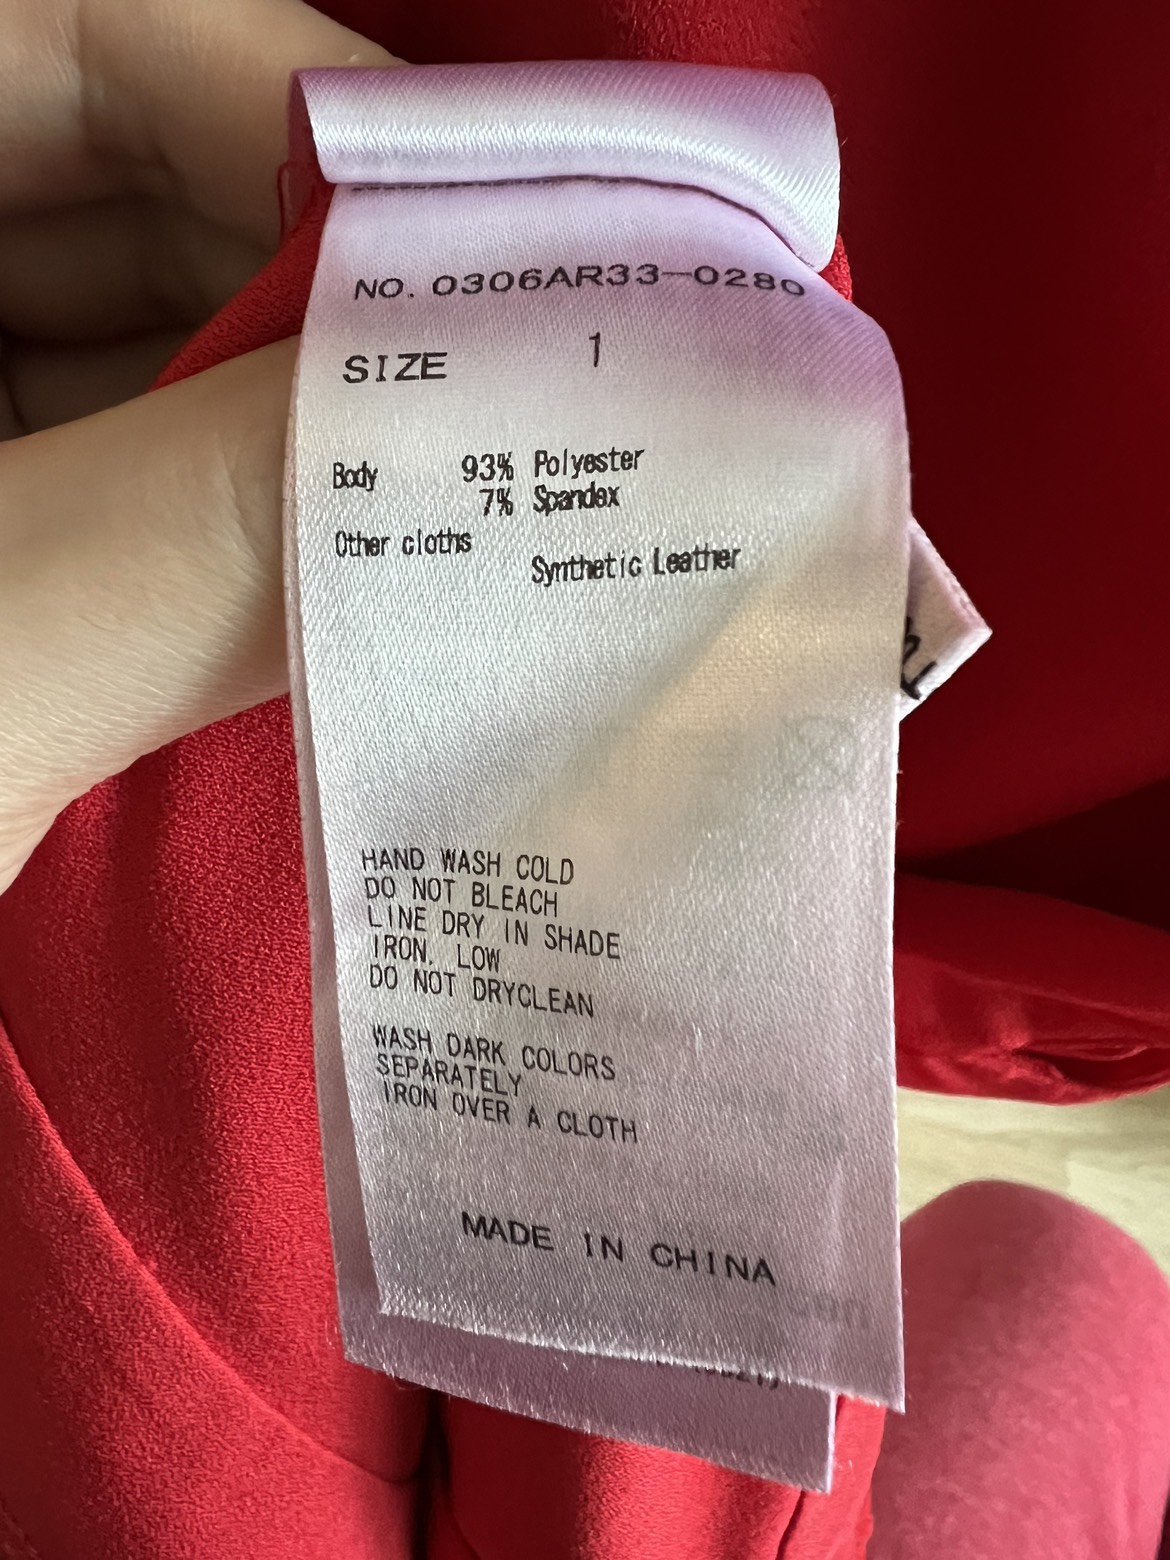 NO. 0306AR33-0280
SIZE 1
Body 93% Polyester
7% Spandex
Other cloths
Synthetic Leather
HAND WASH COLD
DO NOT BLEACH
LINE DRY IN SHADE
IRON, LOW
DO NOT DRYCLEAN
WASH DARK COLORS
SEPARATELY
IRON OVER A CLOTH
MADE IN CHINA